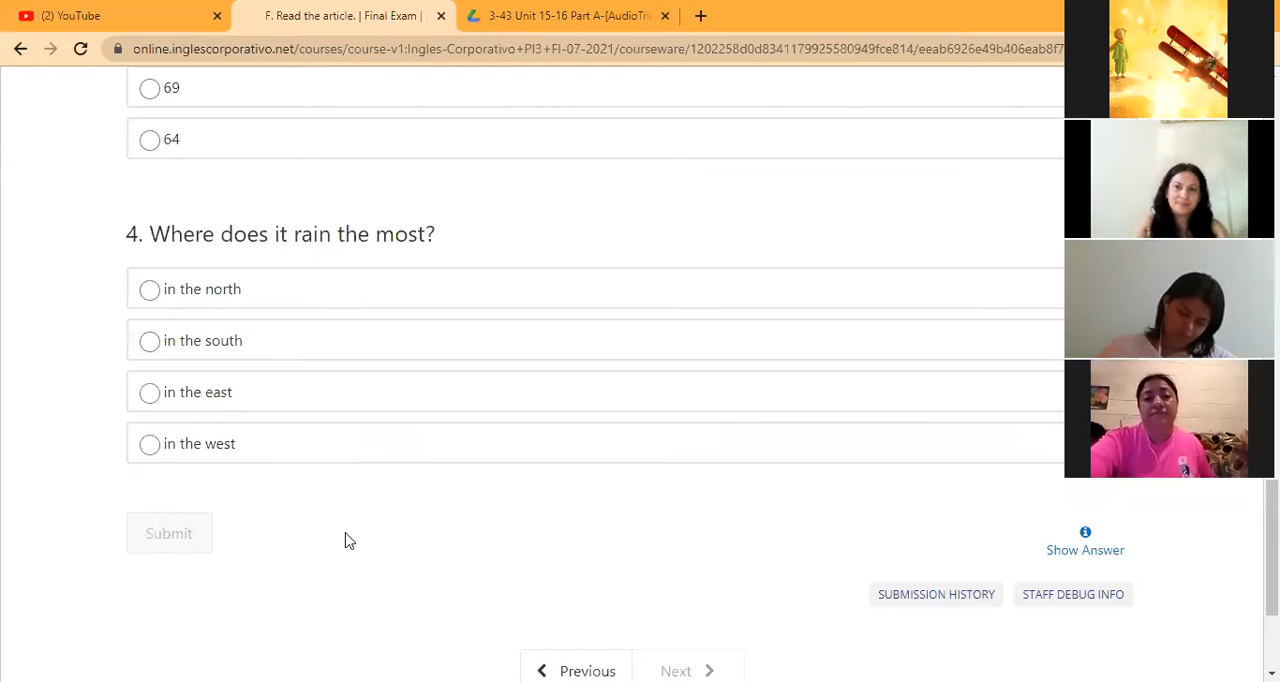 (2) YouTube
F. Read the article. | Final Exam |
3-43 Unit 15-16 Part A-[AudioTri
online.inglescorporativo.net/courses/course-v1:Ingles-Corporativo+PI3+FI-07-2021/courseware/1202258d0d8341179925580949fce814/eeab6926e49b406eab8f7
69
64
4. Where does it rain the most?
in the north
in the south
in the east
in the west
Submit
Show Answer
SUBMISSION HISTORY
STAFF DEBUG INFO
Previous
Next